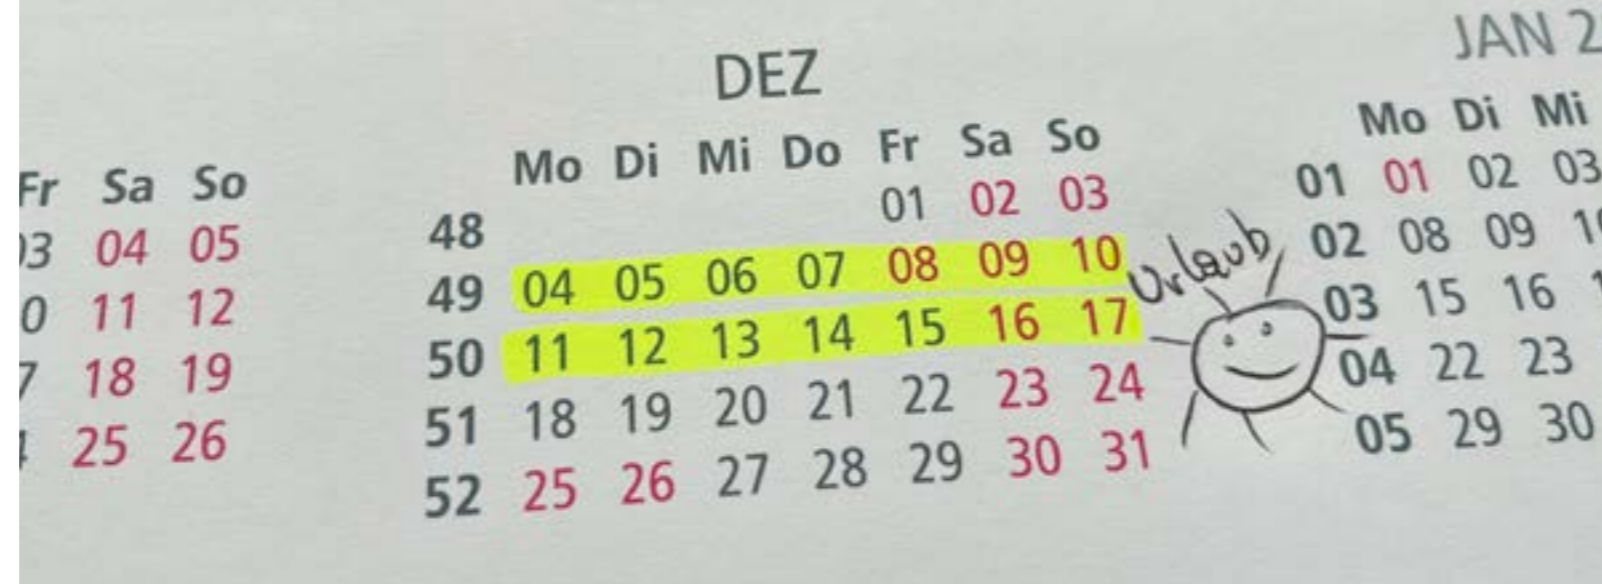 DEZ
JAN 2
Fr Sa So
Mo Di Mi Do Fr Sa So
Mo Di Mi
04 05
48 01 02 03
01 01 02 03
11 12
49 04 05 06 07 08 09 10
Urlaub
02 08 09
18 19
50 11 12 13 14 15 16 17
03 15 16
25 26
51 18 19 20 21 22 23 24
04 22 23
52 25 26 27 28 29 30 31
05 29 30